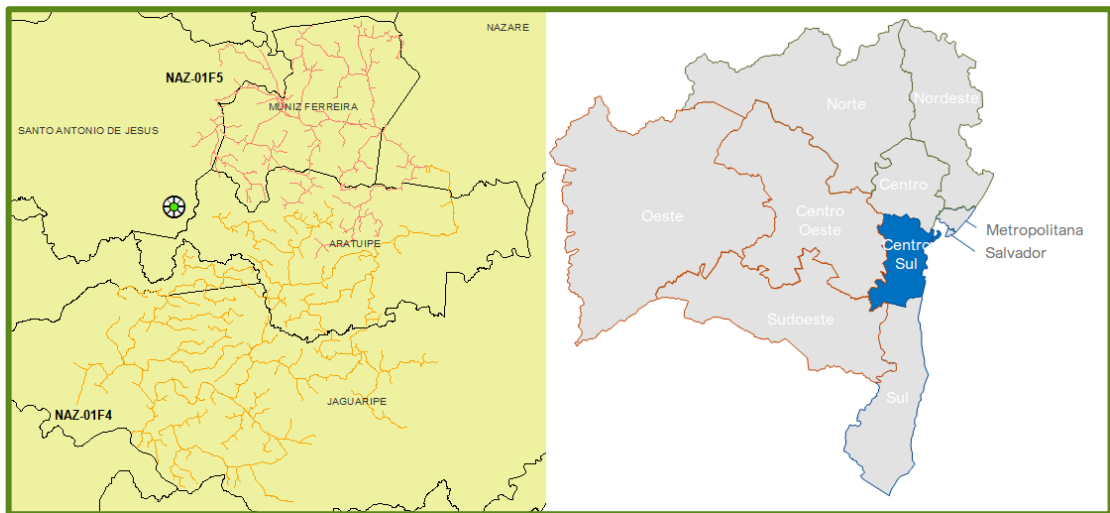 NAZARE
NAZ-01F5
MUNIZ FERREIRA
SANTO ANTONIO DE JESUS
ARATUIPE
JAGUARIPE
NAZ-01F4
Norte
Nordeste
Centro
Oeste
Centro
Oeste
Metropolitana
Salvador
Centro
Sul
Sudoeste
Sul